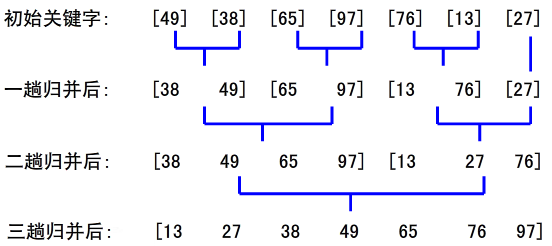 初始关键字: [49] [38] [65] [97] [76] [13] [27]
一趟归并后: [38 49] [65 97] [13 76] [27]
二趟归并后: [38 49 65 97] [13 27 76]
三趟归并后: [13 27 38 49 65 76 97]